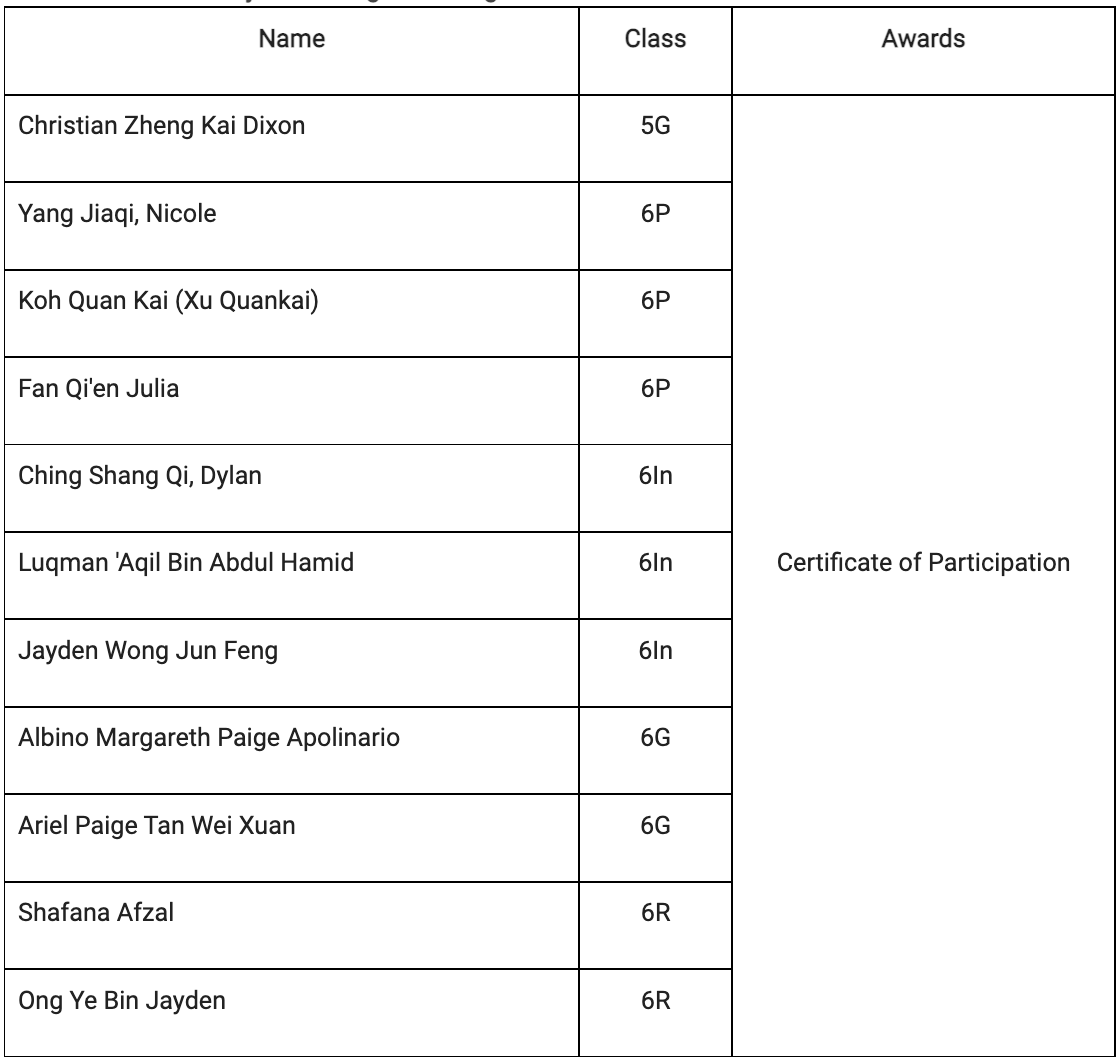 Name Class Awards
Christian Zheng Kai Dixon 5G
Yang Jiaqi, Nicole 6P
Koh Quan Kai (Xu Quankai) 6P
Fan Qi'en Julia 6P
Ching Shang Qi, Dylan 6In
Luqman 'Aqil Bin Abdul Hamid 6In Certificate of Participation
Jayden Wong Jun Feng 6In
Albino Margareth Paige Apolinario 6G
Ariel Paige Tan Wei Xuan 6G
Shafana Afzal 6R
Ong Ye Bin Jayden 6R